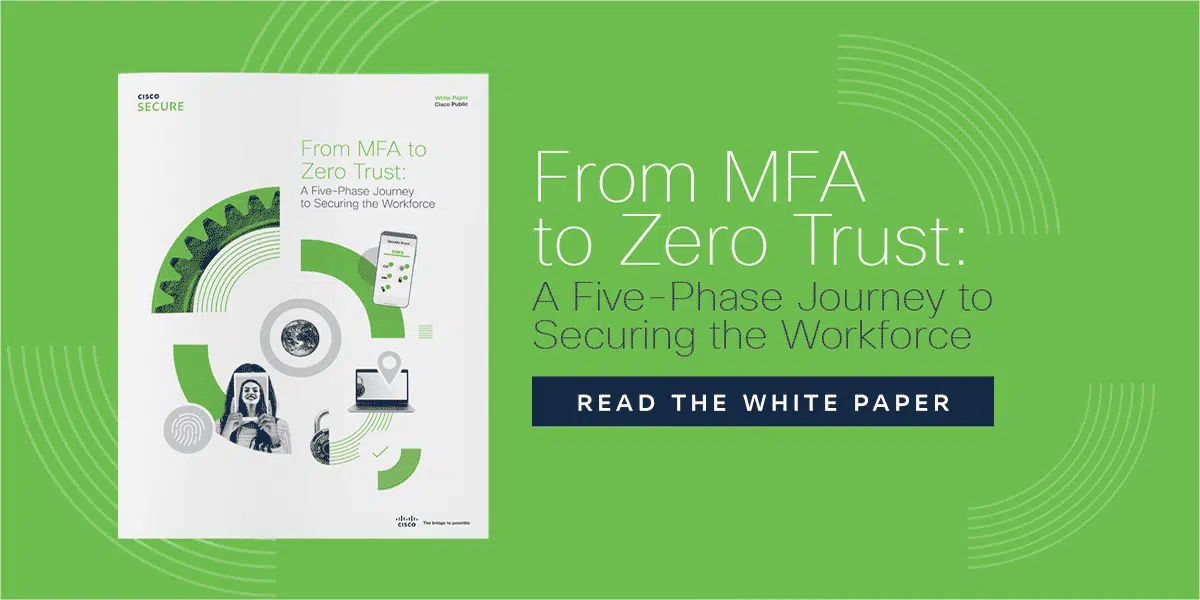 CISCO
SECURE
White Paper
Cisco Public
From MFA to
Zero Trust:
A Five-Phase Journey
to Securing the Workforce
CISCO
The bridge to possible
From MFA
to Zero Trust:
A Five-Phase Journey to
Securing the Workforce
READ THE WHITE PAPER